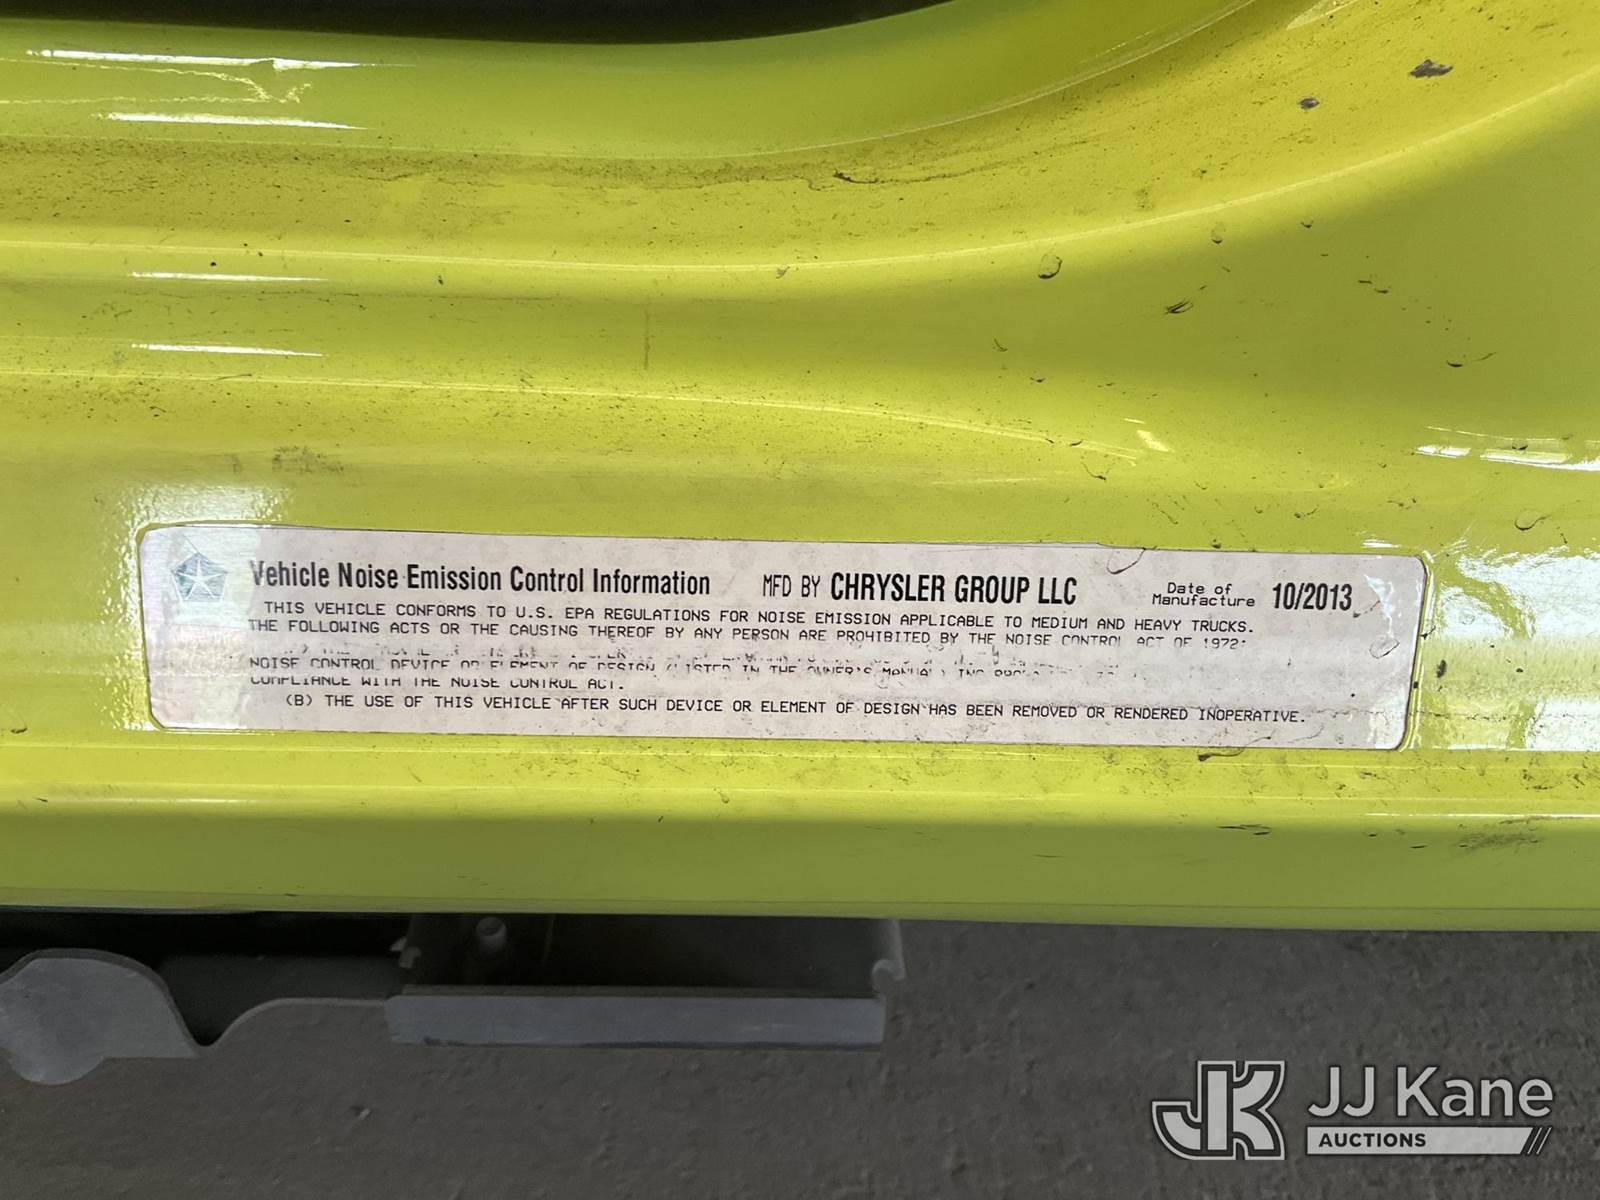 Vehicle Noise Emission Control Information MFD BY CHRYSLER GROUP LLC Date of Manufacture 10/2013
THIS VEHICLE CONFORMS TO U.S. EPA REGULATIONS FOR NOISE EMISSION APPLICABLE TO MEDIUM AND HEAVY TRUCKS.
THE FOLLOWING ACTS OR THE CAUSING THEREOF BY ANY PERSON ARE PROHIBITED BY THE NOISE CONTROL ACT OF 1972:
NOISE CONTROL DEVICE OR ELEMENT OF DESIGN (LISTED IN THE OWNER'S MANUAL)
COMPLIANCE WITH THE NOISE CONTROL ACT.
(B) THE USE OF THIS VEHICLE AFTER SUCH DEVICE OR ELEMENT OF DESIGN HAS BEEN REMOVED OR RENDERED INOPERATIVE.
JK JJ Kane
AUCTIONS